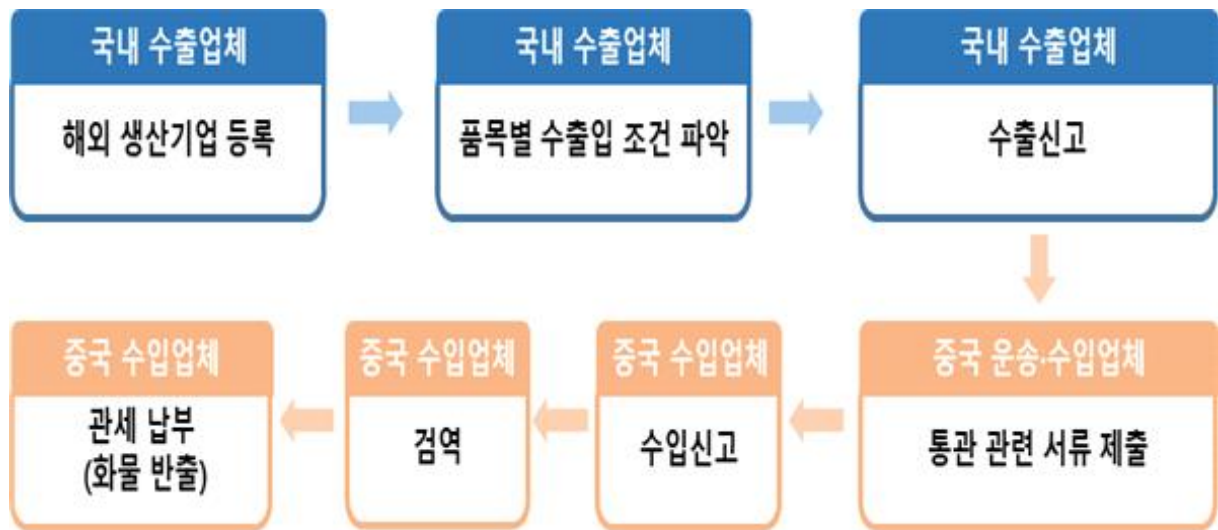 국내 수출업체
해외 생산기업 등록
국내 수출업체
품목별 수출입 조건 파악
국내 수출업체
수출신고
중국 운송·수입업체
통관 관련 서류 제출
중국 수입업체
수입신고
중국 수입업체
검역
중국 수입업체
관세 납부
(화물 반출)